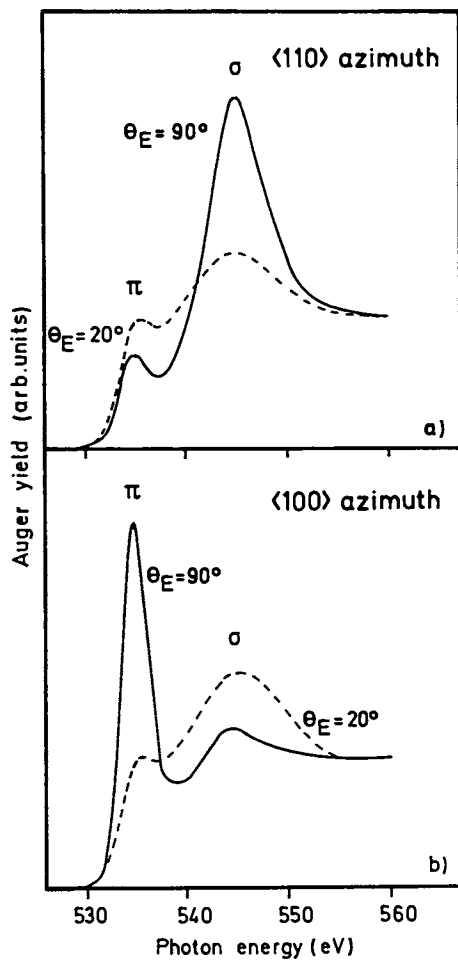 ⟨110⟩ azimuth
σ
θE=90°
π
θE=20°
a)
Auger yield (arb.units)
π
⟨100⟩ azimuth
θE=90°
σ
θE=20°
b)
530 540 550 560
Photon energy (eV)